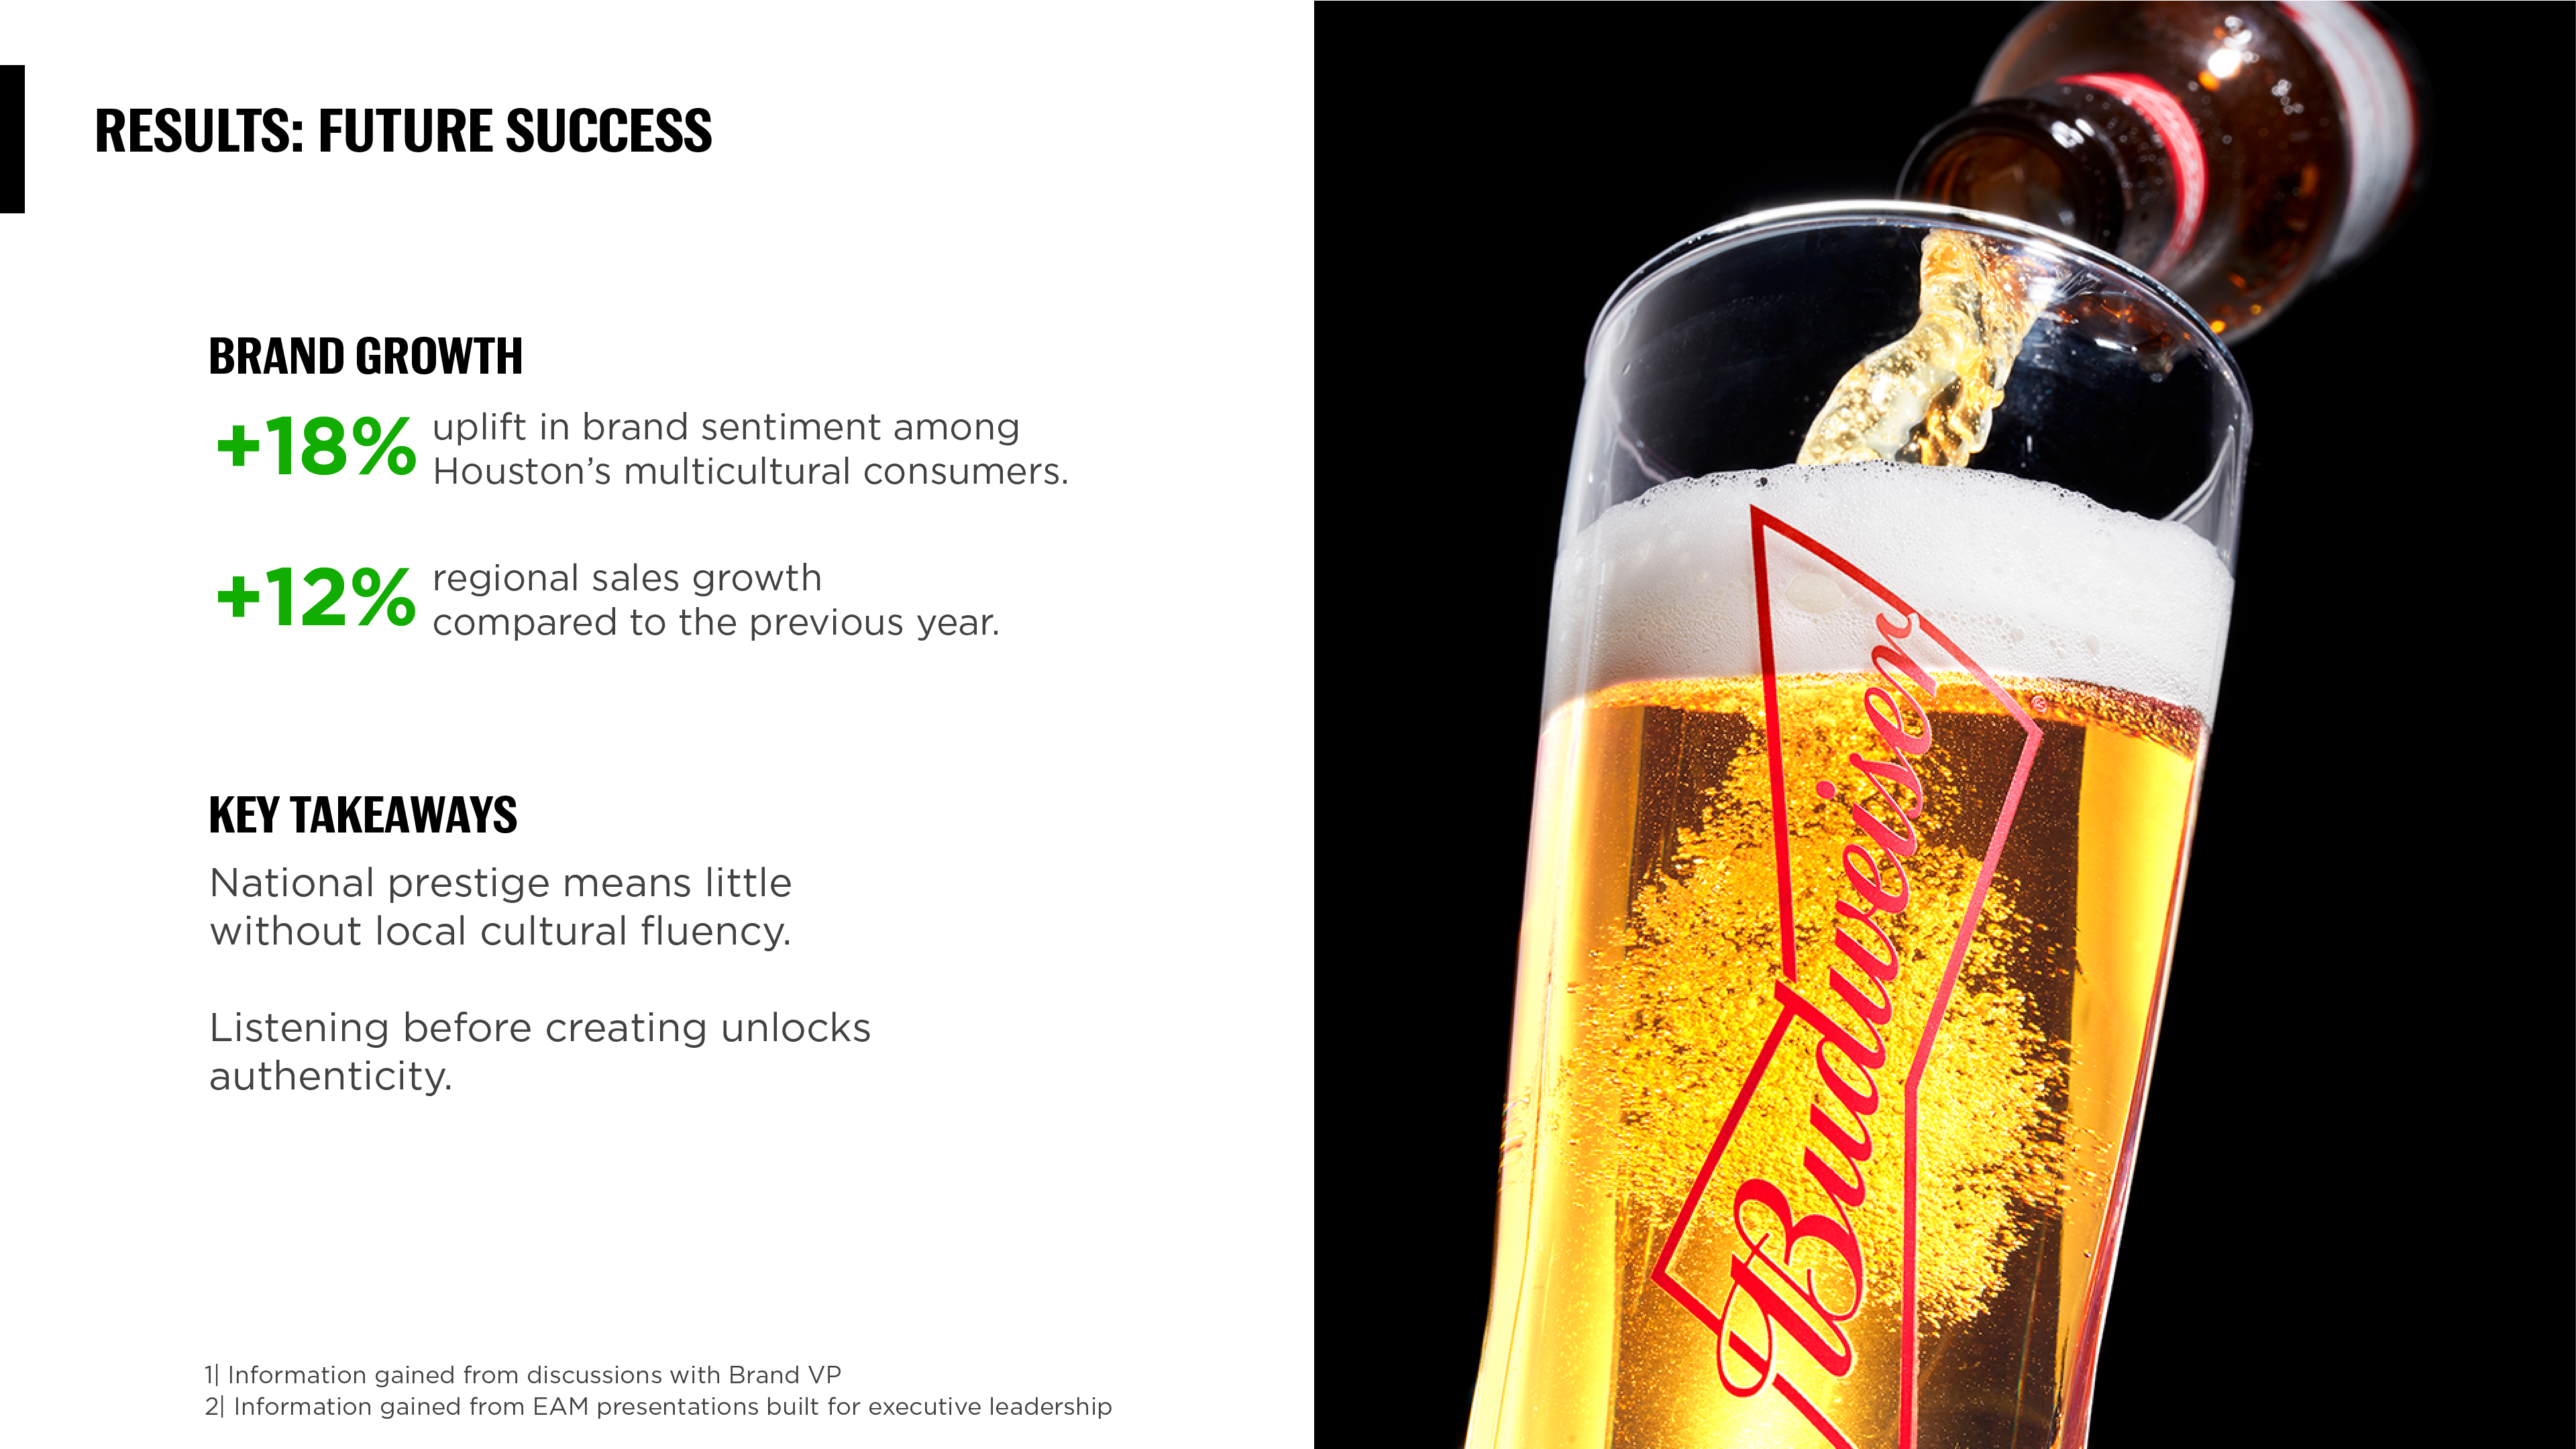 RESULTS: FUTURE SUCCESS
BRAND GROWTH
+18%
uplift in brand sentiment among
Houston’s multicultural consumers.
+12%
regional sales growth
compared to the previous year.
KEY TAKEAWAYS
National prestige means little
without local cultural fluency.
Listening before creating unlocks
authenticity.
1| Information gained from discussions with Brand VP
2| Information gained from EAM presentations built for executive leadership
Budweiser
®